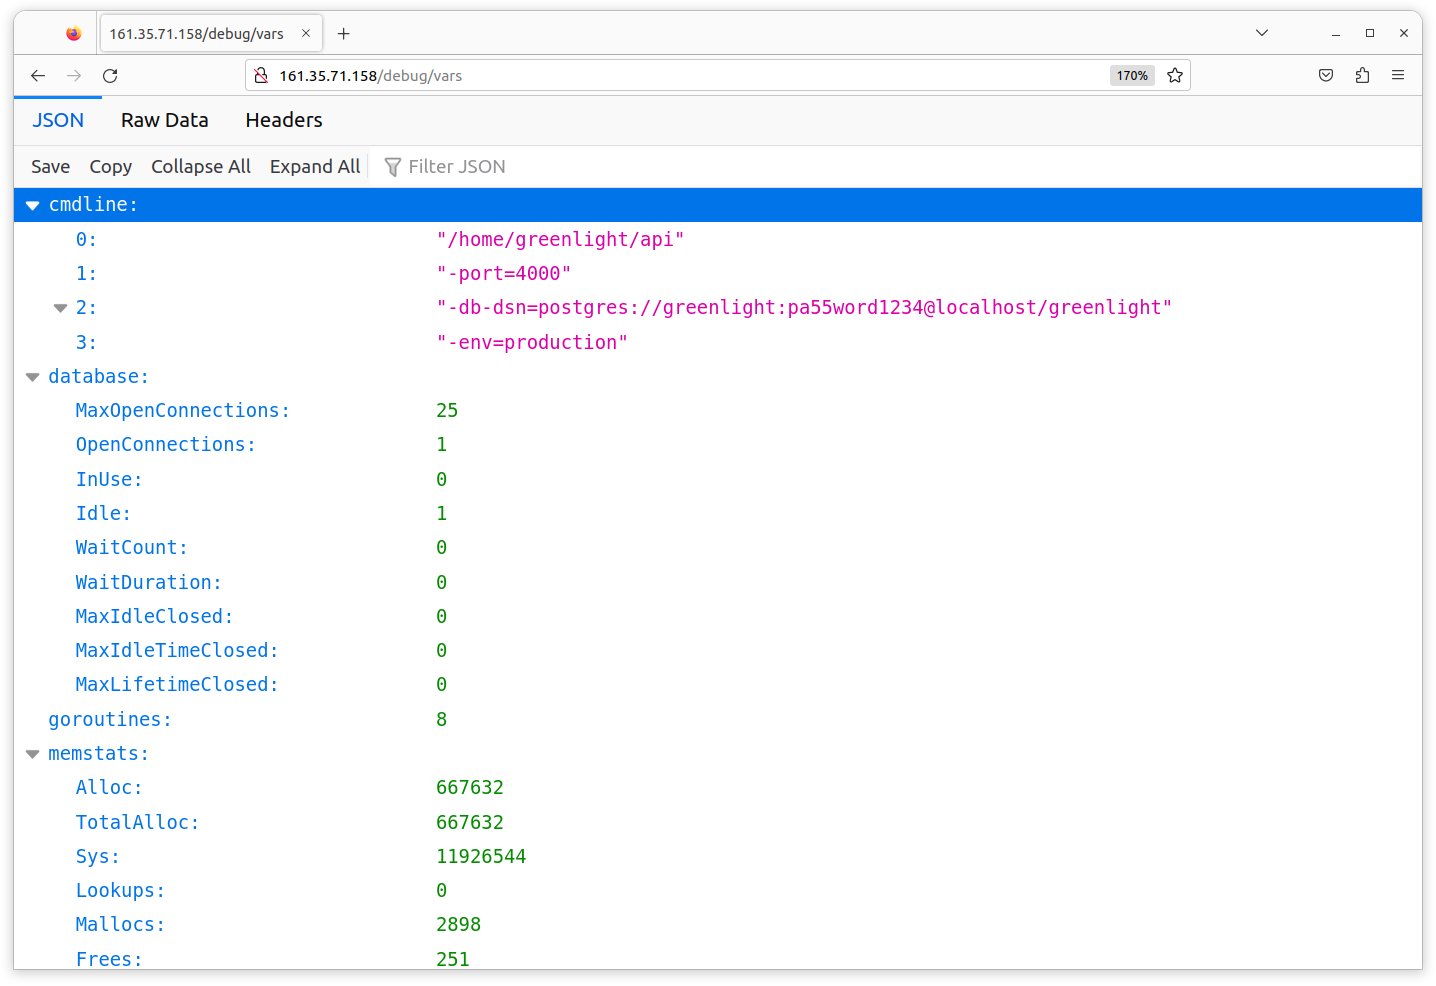 161.35.71.158/debug/vars
161.35.71.158/debug/vars 170%
JSON Raw Data Headers
Save Copy Collapse All Expand All Filter JSON
cmdline:
0: "/home/greenlight/api"
1: "-port=4000"
2: "-db-dsn=postgres://greenlight:pa55word1234@localhost/greenlight"
3: "-env=production"
database:
MaxOpenConnections: 25
OpenConnections: 1
InUse: 0
Idle: 1
WaitCount: 0
WaitDuration: 0
MaxIdleClosed: 0
MaxIdleTimeClosed: 0
MaxLifetimeClosed: 0
goroutines: 8
memstats:
Alloc: 667632
TotalAlloc: 667632
Sys: 11926544
Lookups: 0
Mallocs: 2898
Frees: 251